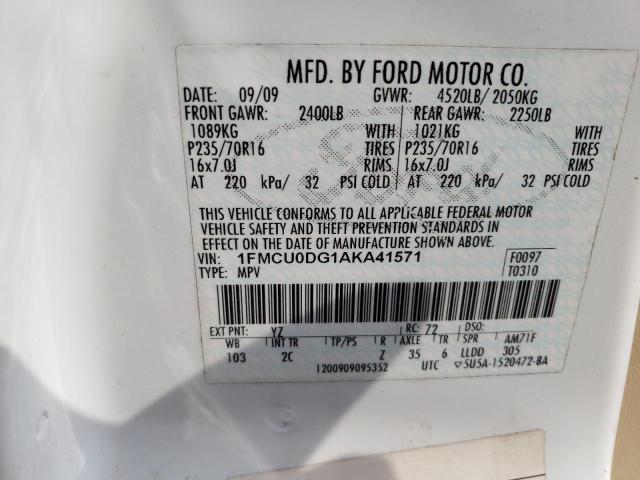 MFD. BY FORD MOTOR CO.
DATE: 09/09 GVWR: 4520LB/ 2050KG
FRONT GAWR: 2400LB REAR GAWR: 2250LB
1089KG WITH 1021KG WITH
P235/70R16 TIRES P235/70R16 TIRES
16x7.0J RIMS 16x7.0J RIMS
AT 220 kPa/ 32 PSI COLD AT 220 kPa/ 32 PSI COLD
THIS VEHICLE CONFORMS TO ALL APPLICABLE FEDERAL MOTOR
VEHICLE SAFETY AND THEFT PREVENTION STANDARDS IN
EFFECT ON THE DATE OF MANUFACTURE SHOWN ABOVE.
VIN: 1FMCU0DG1AKA41571 F0097
TYPE: MPV T0310
EXT PNT: YZ RC: 72 DSO:
WB INT TR TP/PS R AXLE TR SPR AM71F
103 2C Z 35 6 LLDD 305
1200909095352 UTC ▽5U5A-1520472-BA